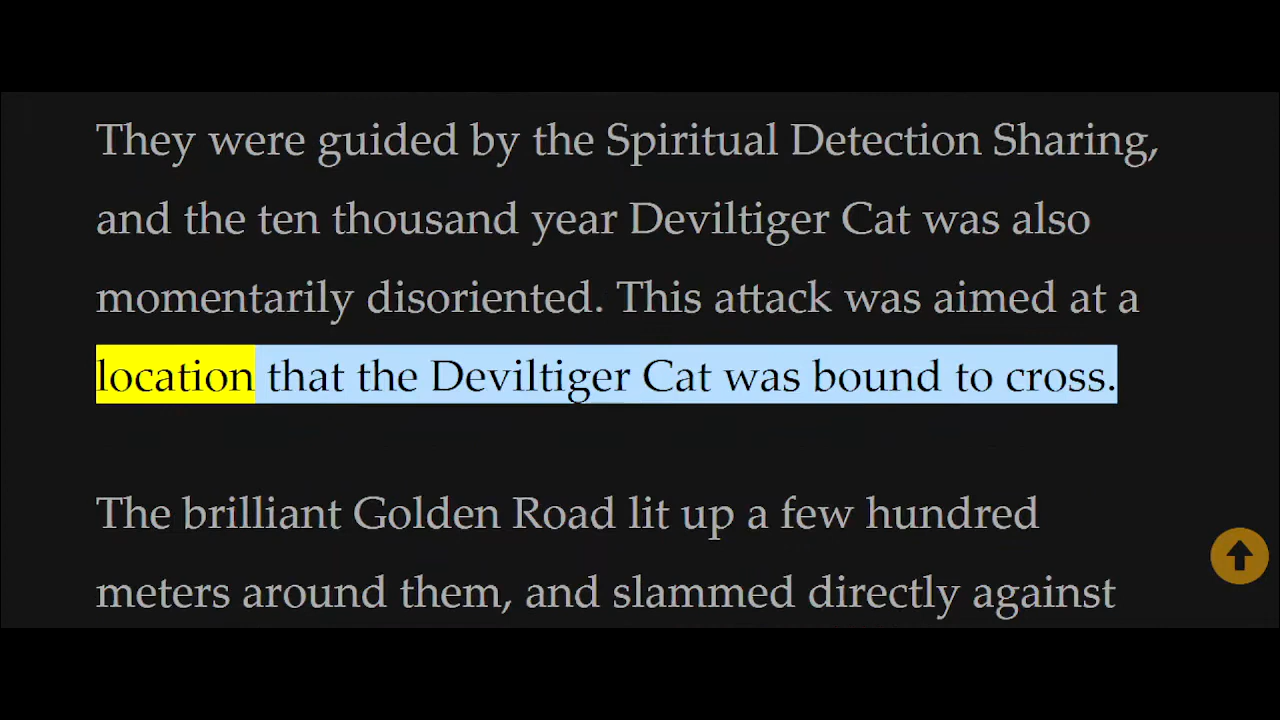 They were guided by the Spiritual Detection Sharing,
and the ten thousand year Deviltiger Cat was also
momentarily disoriented. This attack was aimed at a
location that the Deviltiger Cat was bound to cross.
The brilliant Golden Road lit up a few hundred
meters around them, and slammed directly against